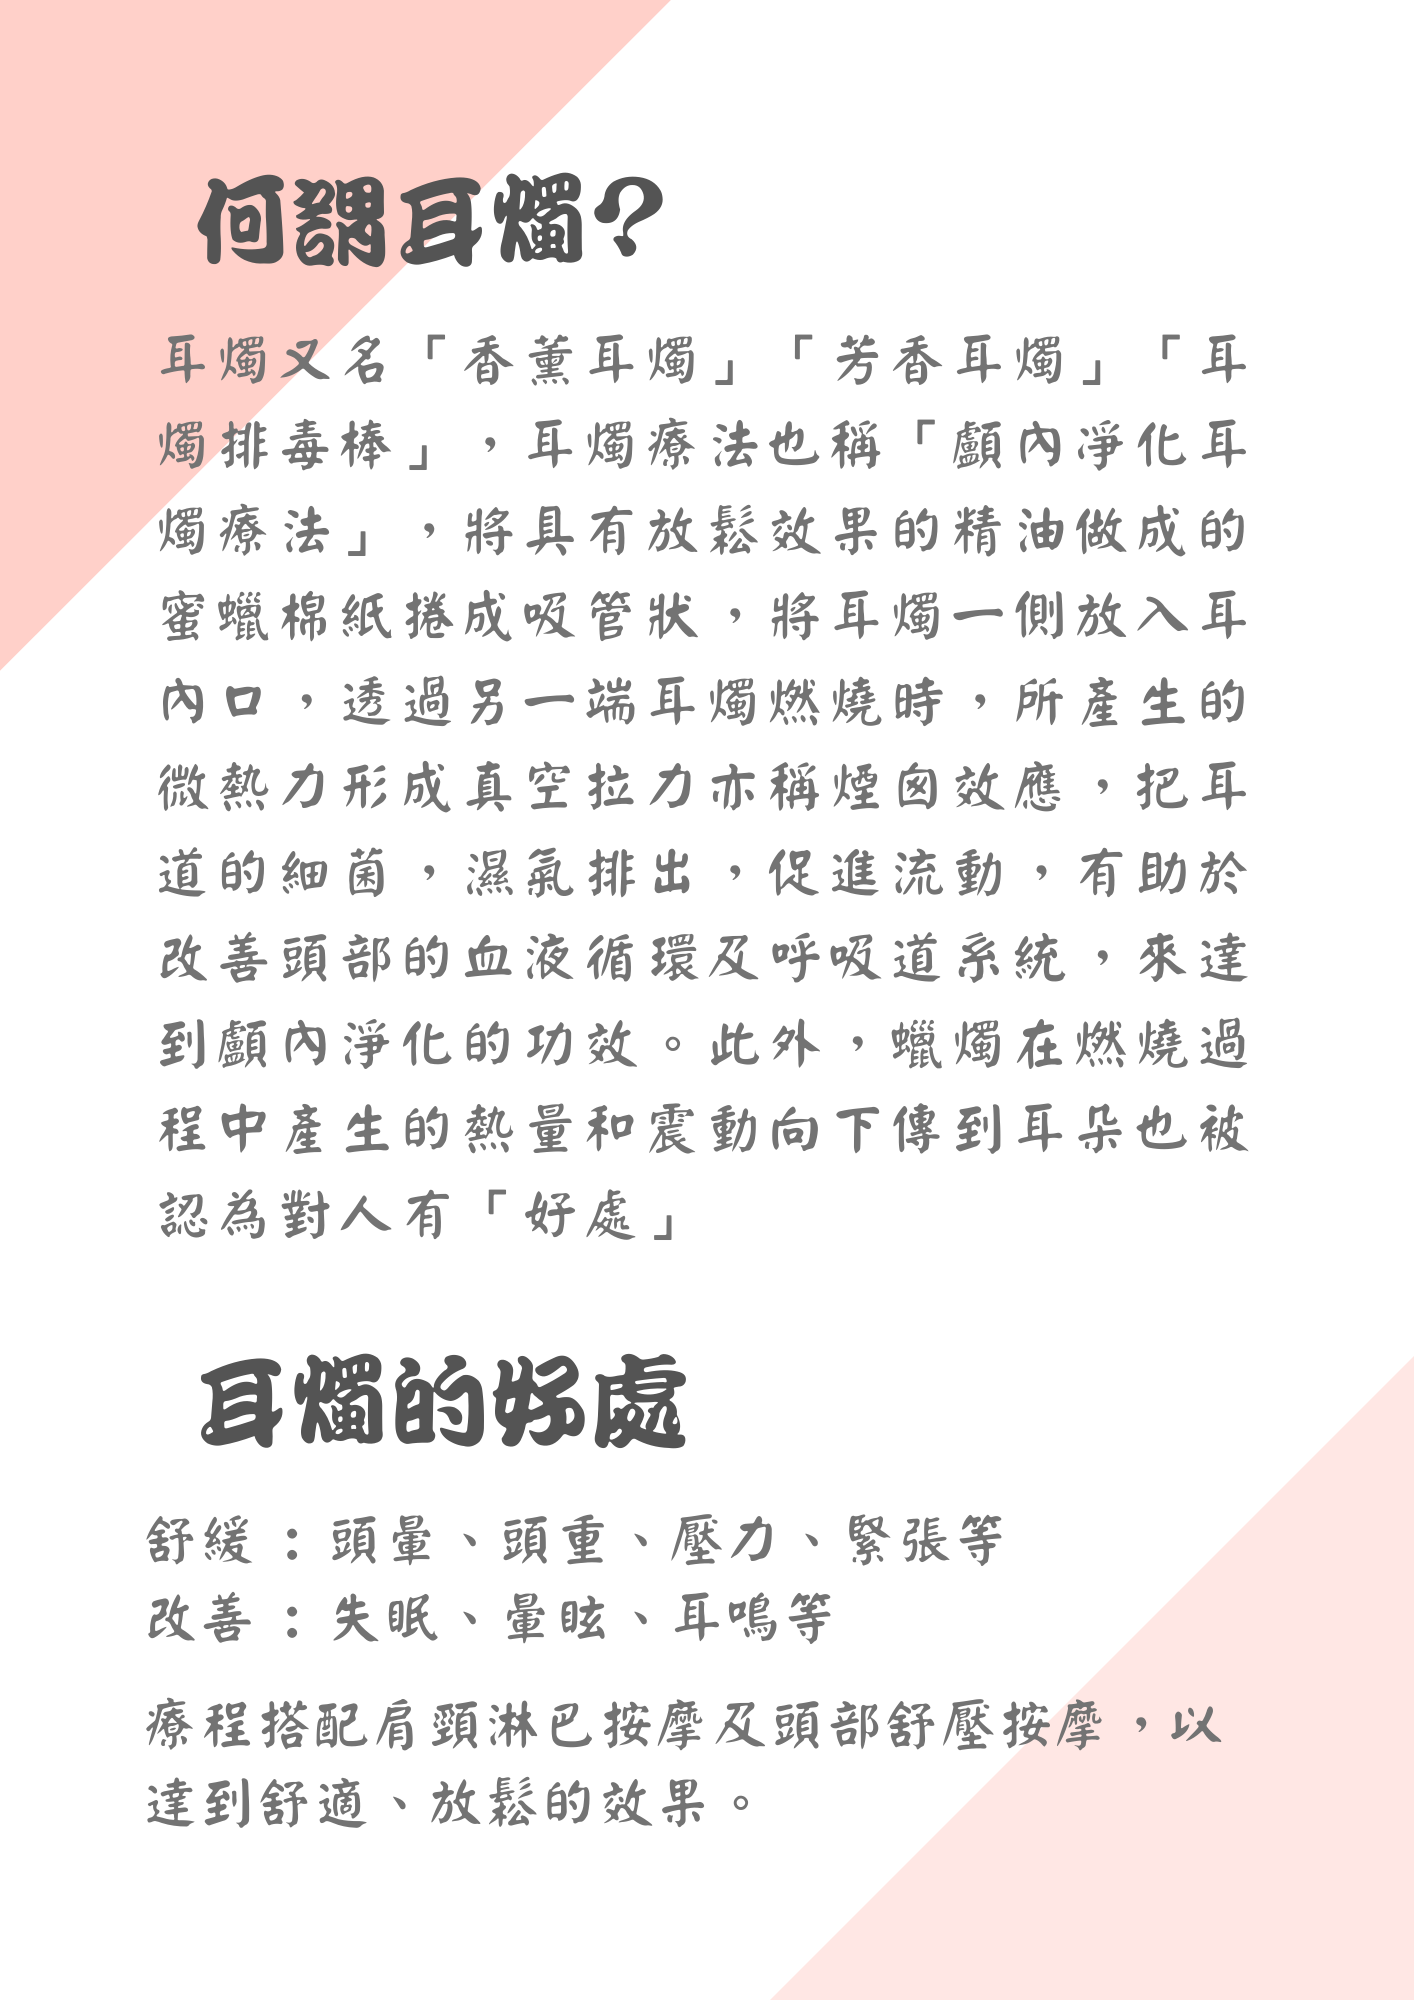 何謂耳燭?
耳燭又名「香薰耳燭」「芳香耳燭」「耳
燭排毒棒」，耳燭療法也稱「顱內凈化耳
燭療法」，將具有放鬆效果的精油做成的
蜜蠟棉紙捲成吸管狀，將耳燭一側放入耳
內口，透過另一端耳燭燃燒時，所產生的
微熱力形成真空拉力亦稱煙囪效應，把耳
道的細菌，濕氣排出，促進流動，有助於
改善頭部的血液循環及呼吸道系統，來達
到顱內淨化的功效。此外，蠟燭在燃燒過
程中產生的熱量和震動向下傳到耳朵也被
認為對人有「好處」
耳燭的好處
舒緩：頭暈、頭重、壓力、緊張等
改善：失眠、暈眩、耳鳴等
療程搭配肩頸淋巴按摩及頭部舒壓按摩，以
達到舒適、放鬆的效果。